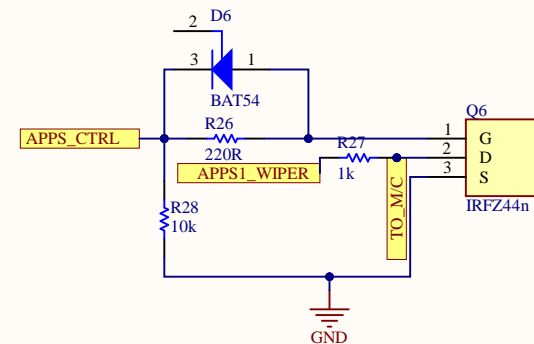 D6
2
3
1
BAT54
Q6
APPS_CTRL
R26
220R
R27
1k
APPS1_WIPER
1
G
2
D
3
S
IRFZ44n
TO_M/C
R28
10k
GND